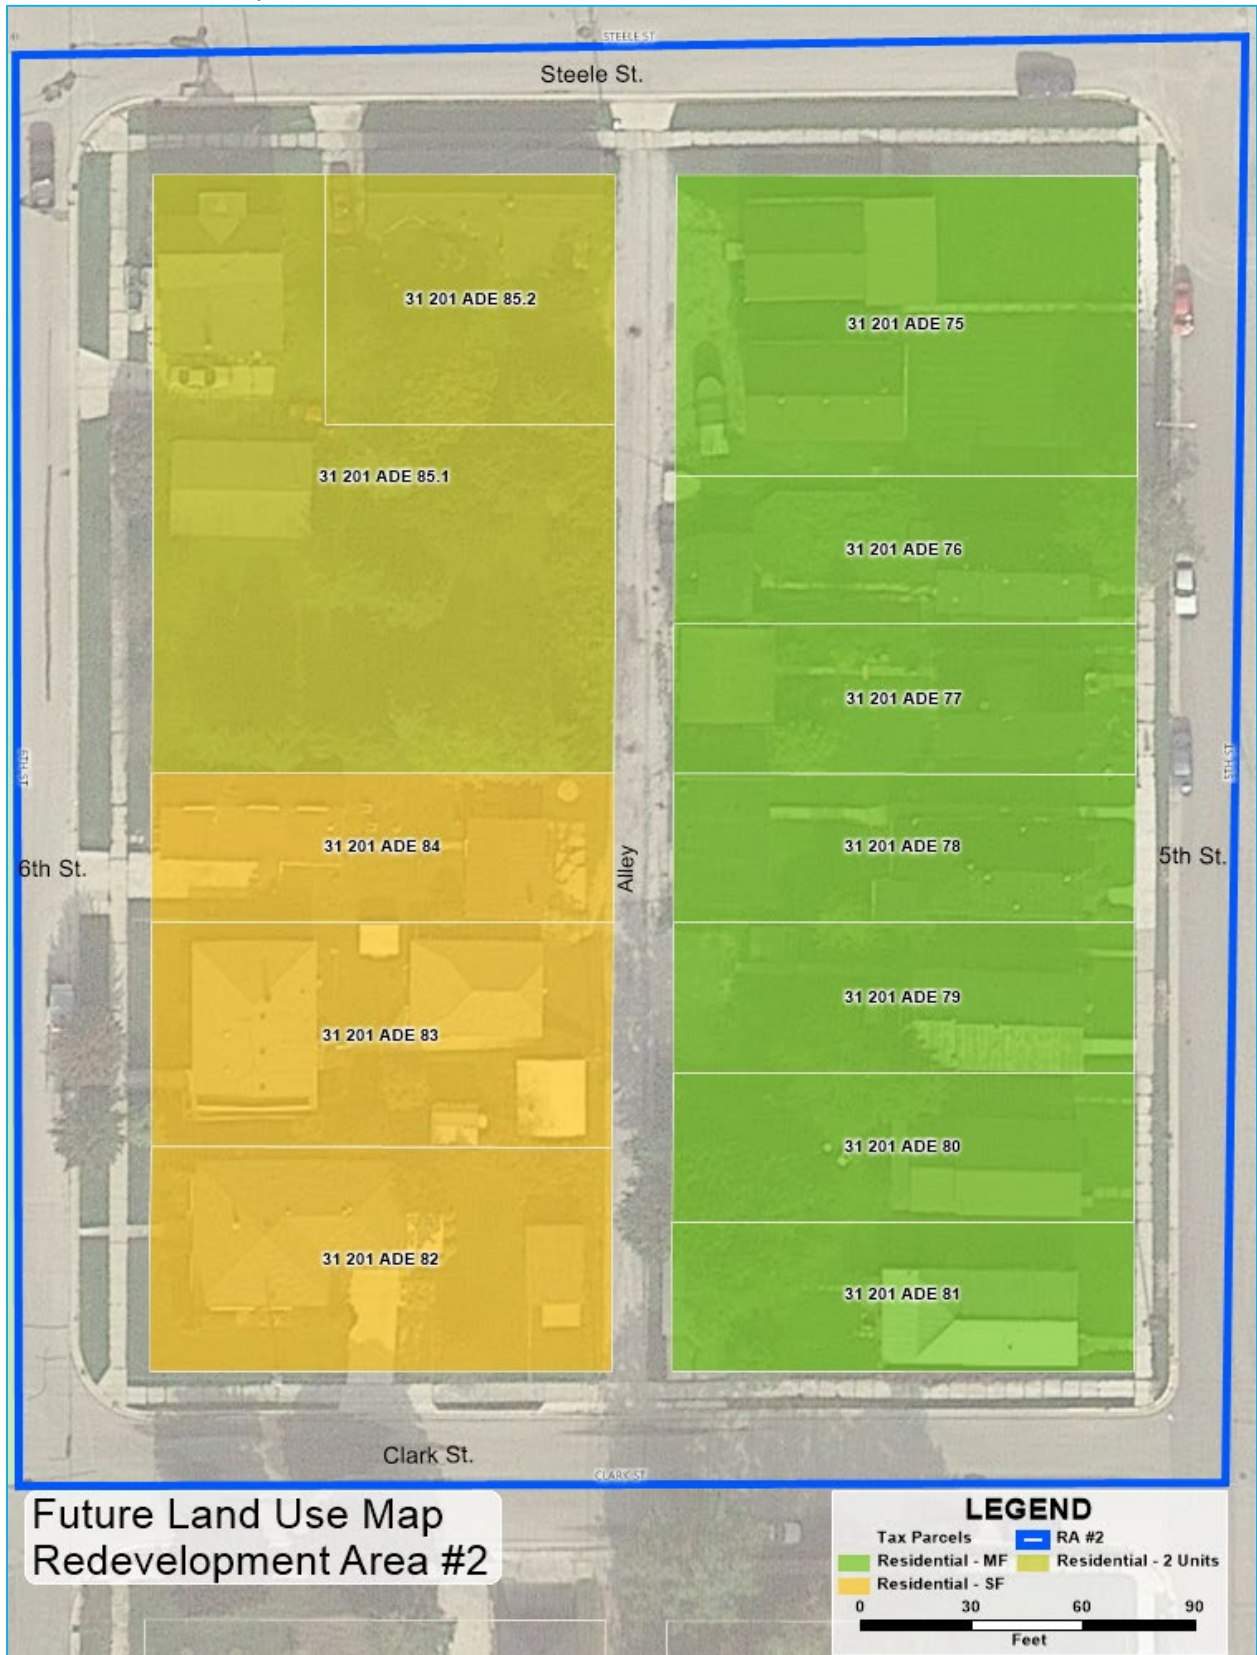 STEELE ST
Steele St.
31 201 ADE 85.2
31 201 ADE 75
31 201 ADE 85.1
31 201 ADE 76
31 201 ADE 77
6TH ST
5TH ST
31 201 ADE 84
31 201 ADE 78
6th St.
Alley
5th St.
31 201 ADE 79
31 201 ADE 83
31 201 ADE 80
31 201 ADE 82
31 201 ADE 81
Clark St.
CLARK ST
Future Land Use Map
Redevelopment Area #2
LEGEND
Tax Parcels RA #2
Residential - MF Residential - 2 Units
Residential - SF
0 30 60 90
Feet